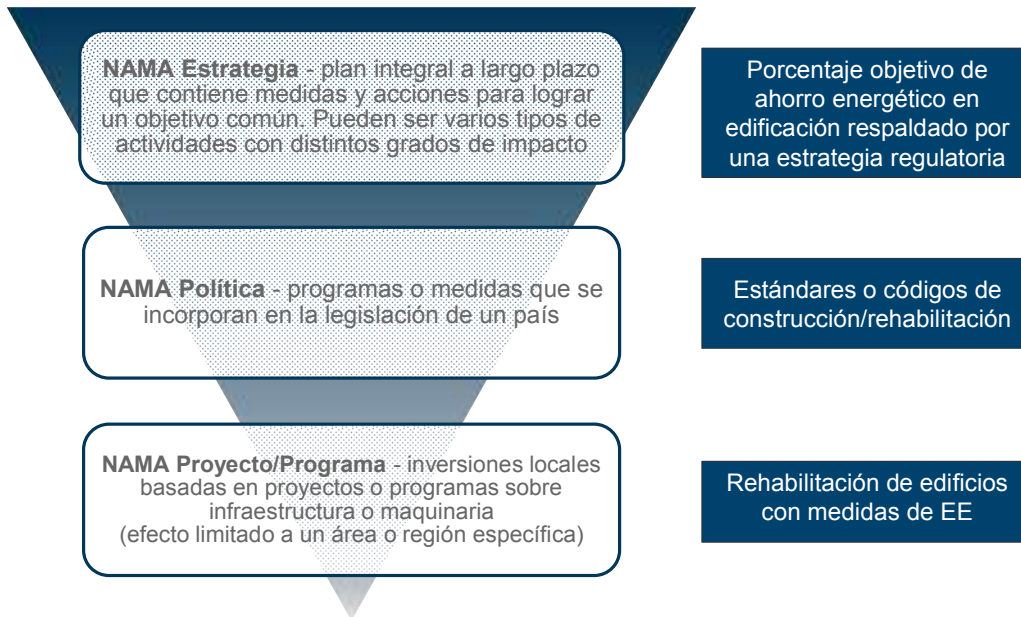 NAMA Estrategia - plan integral a largo plazo
que contiene medidas y acciones para lograr
un objetivo común. Pueden ser varios tipos de
actividades con distintos grados de impacto
Porcentaje objetivo de
ahorro energético en
edificación respaldado por
una estrategia regulatoria
NAMA Política - programas o medidas que se
incorporan en la legislación de un país
Estándares o códigos de
construcción/rehabilitación
NAMA Proyecto/Programa - inversiones locales
basadas en proyectos o programas sobre
infraestructura o maquinaria
(efecto limitado a un área o región específica)
Rehabilitación de edificios
con medidas de EE